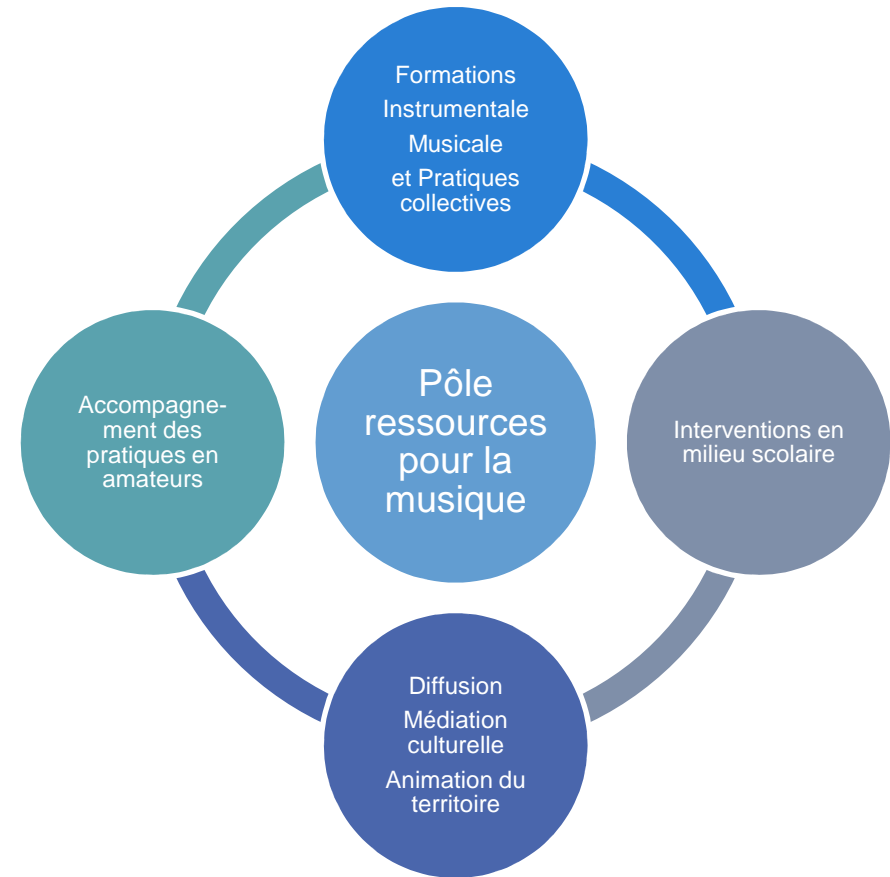 Formations
Instrumentale
Musicale
et Pratiques
collectives
Accompagne-
ment des
pratiques en
amateurs
Pôle
ressources
pour la
musique
Interventions en
milieu scolaire
Diffusion
Médiation
culturelle
Animation du
territoire